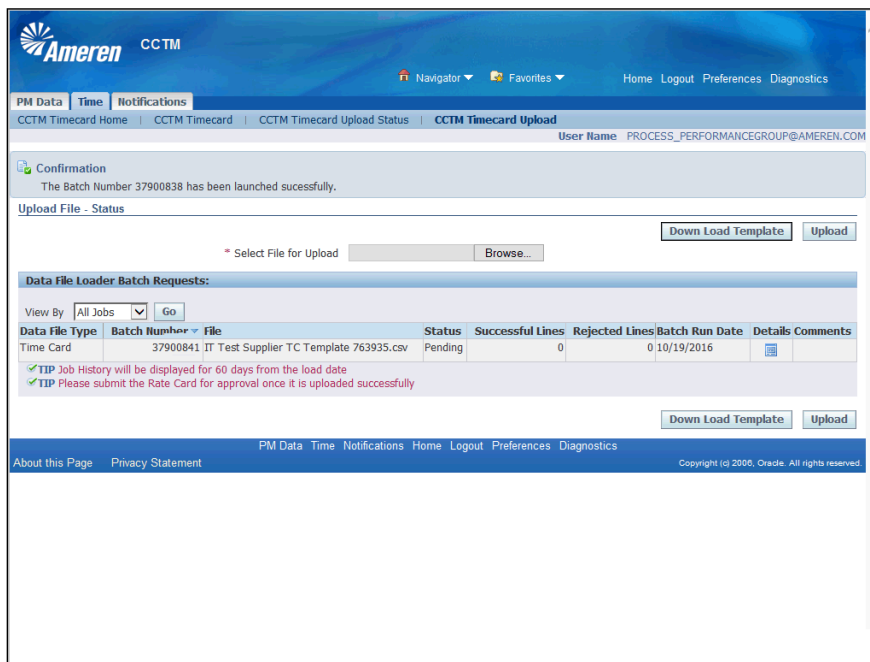 Ameren CCTM
Navigator Favorites Home Logout Preferences Diagnostics
PM Data Time Notifications
CCTM Timecard Home | CCTM Timecard | CCTM Timecard Upload Status | CCTM Timecard Upload
User Name PROCESS_PERFORMANCEGROUP@AMEREN.COM
Confirmation
The Batch Number 37900838 has been launched sucessfully.
Upload File - Status
Down Load Template Upload
* Select File for Upload Browse...
Data File Loader Batch Requests:
View By All Jobs Go
Data File Type Batch Number File Status Successful Lines Rejected Lines Batch Run Date Details Comments
Time Card 37900841 IT Test Supplier TC Template 763935.csv Pending 0 0 10/19/2016
TIP Job History will be displayed for 60 days from the load date
TIP Please submit the Rate Card for approval once it is uploaded successfully
Down Load Template Upload
PM Data Time Notifications Home Logout Preferences Diagnostics
About this Page Privacy Statement Copyright (c) 2006, Oracle. All rights reserved.